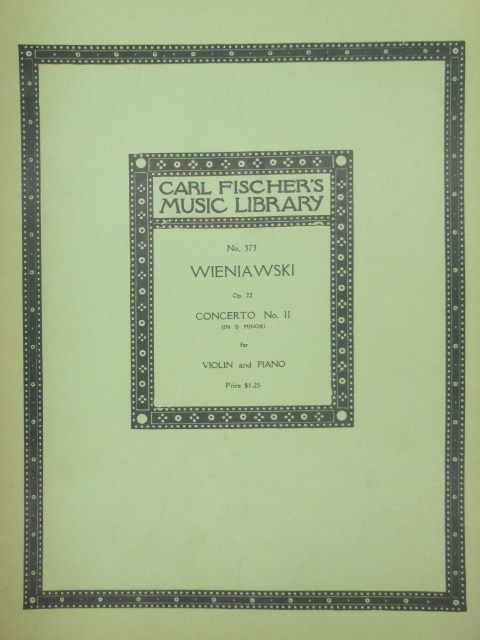 CARL FISCHER'S
MUSIC LIBRARY
No. 373
WIENIAWSKI
Op. 22
CONCERTO No. II
(IN D MINOR)
for
VIOLIN and PIANO
Price $1.25